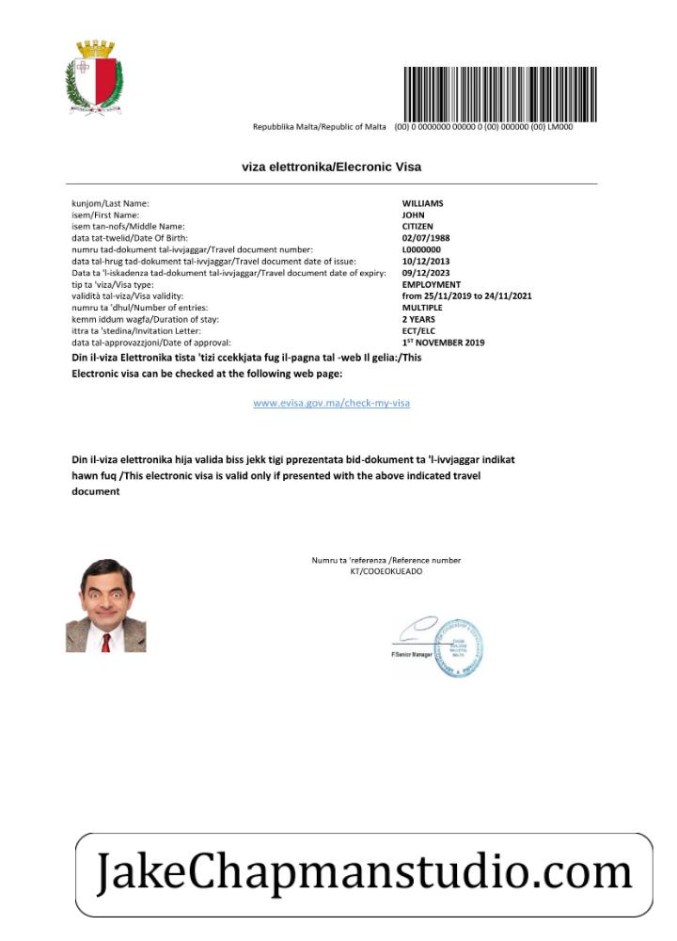 Repubblika Malta/Republic of Malta (00) 0 0000000 00000 0 (00) 000000 (00) LM000
viza elettronika/Elecronic Visa
kunjom/Last Name: WILLIAMS
isem/First Name: JOHN
isem tan-nofs/Middle Name: CITIZEN
data tat-twelid/Date Of Birth: 02/07/1988
numru tad-dokument tal-ivvjaggar/Travel document number: L0000000
data tal-hrug tad-dokument tal-ivvjaggar/Travel document date of issue: 10/12/2013
Data ta 'l-iskadenza tad-dokument tal-ivvjaggar/Travel document date of expiry: 09/12/2023
tip ta 'viza/Visa type: EMPLOYMENT
validità tal-viza/Visa validity: from 25/11/2019 to 24/11/2021
numru ta 'dhul/Number of entries: MULTIPLE
kemm iddum wagfa/Duration of stay: 2 YEARS
ittra ta 'stedina/Invitation Letter: ECT/ELC
data tal-approvazzjoni/Date of approval: 1ST NOVEMBER 2019
Din il-viza Elettronika tista 'tizi ccekkjata fug il-pagna tal -web Il gelia:/This
Electronic visa can be checked at the following web page:
www.evisa.gov.ma/check-my-visa
Din il-viza elettronika hija valida biss jekk tigi pprezentata bid-dokument ta 'l-ivvjaggar indikat
hawn fuq /This electronic visa is valid only if presented with the above indicated travel
document
Numru ta 'referenza /Reference number
KT/COOEOKUEADO
P.Senior Manager
JakeChapmanstudio.com